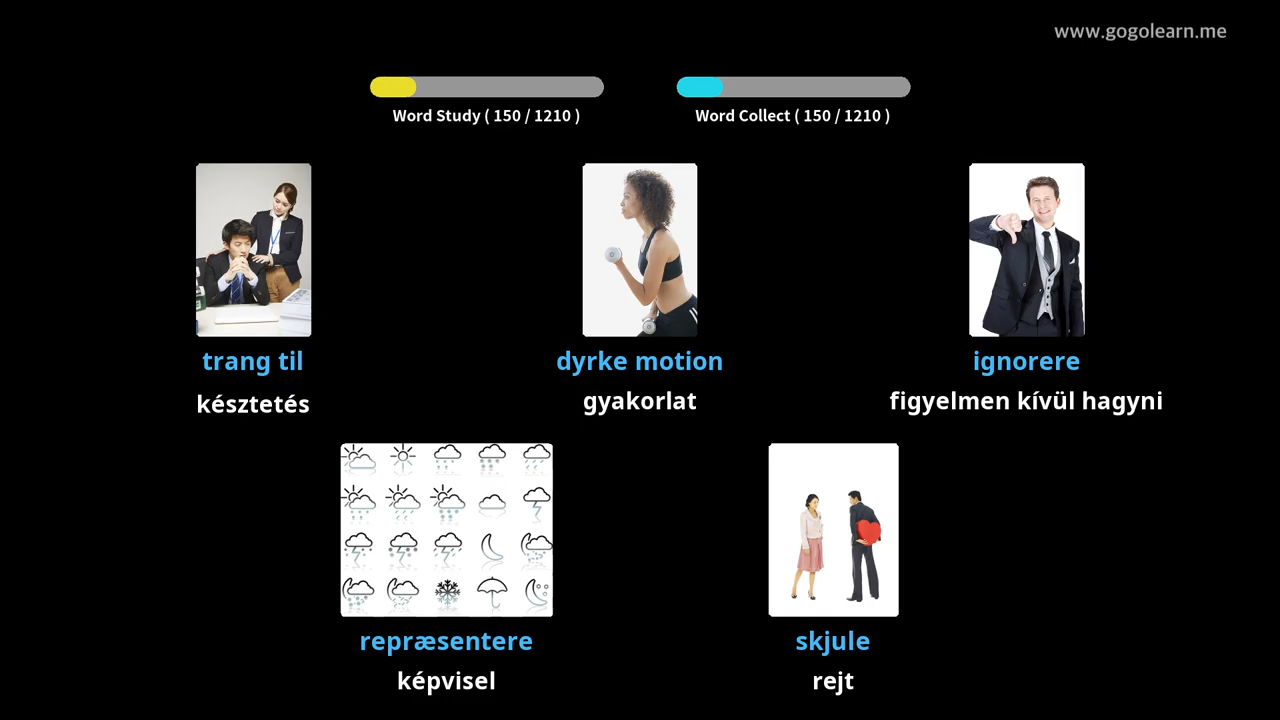 www.gogolearn.me
Word Study ( 150 / 1210 )
Word Collect ( 150 / 1210 )
trang til
késztetés
dyrke motion
gyakorlat
ignorere
figyelmen kívül hagyni
repræsentere
képvisel
skjule
rejt